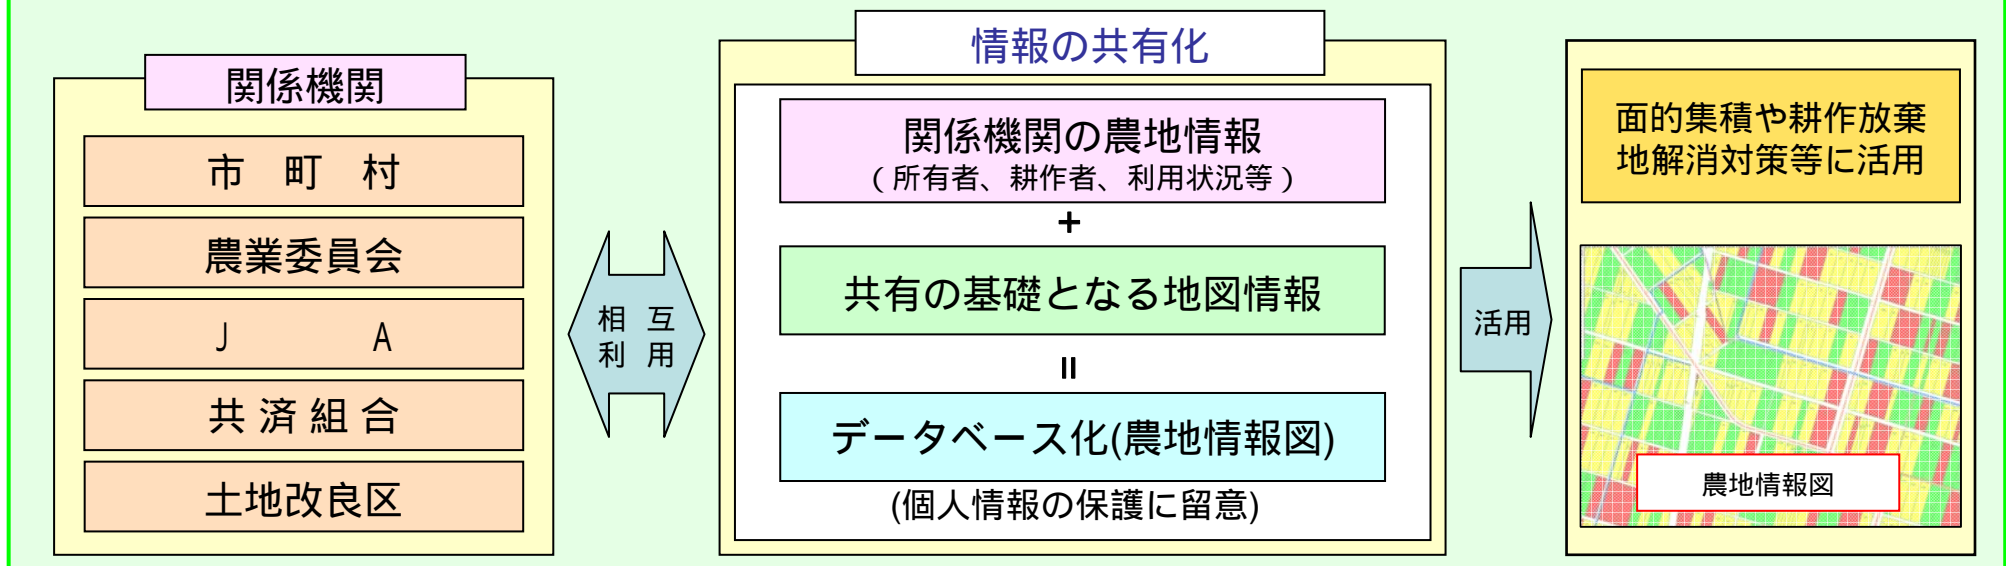 関係機関
市 町 村
農業委員会
J A
共済組合
土地改良区
相 互
利 用
情報の共有化
関係機関の農地情報
(所有者、耕作者、利用状況等)
+
共有の基礎となる地図情報
=
データベース化(農地情報図)
(個人情報の保護に留意)
活用
面的集積や耕作放棄
地解消対策等に活用
農地情報図